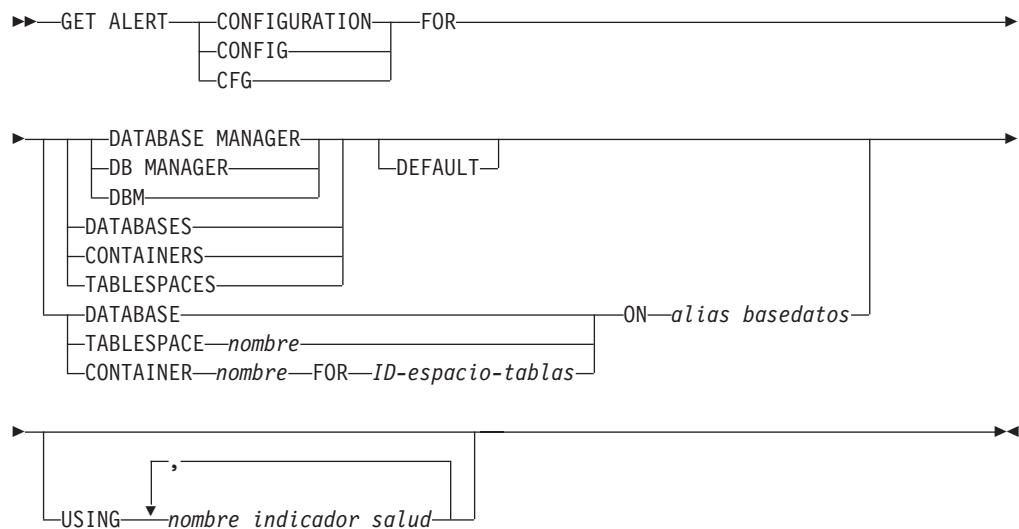 GET ALERT CONFIGURATION FOR
CONFIG
CFG
DATABASE MANAGER
DB MANAGER DEFAULT
DBM
DATABASES
CONTAINERS
TABLESPACES
DATABASE ON alias basedatos
TABLESPACE nombre
CONTAINER nombre FOR ID-espacio-tablas
,
USING nombre indicador salud